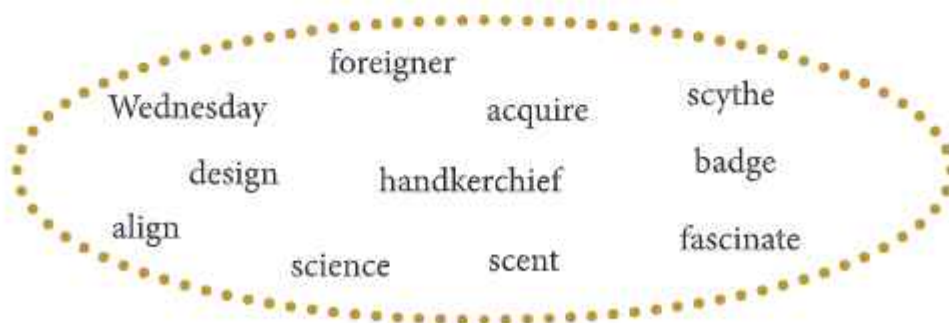 foreigner
Wednesday
acquire
scythe
design
handkerchief
badge
align
science
scent
fascinate